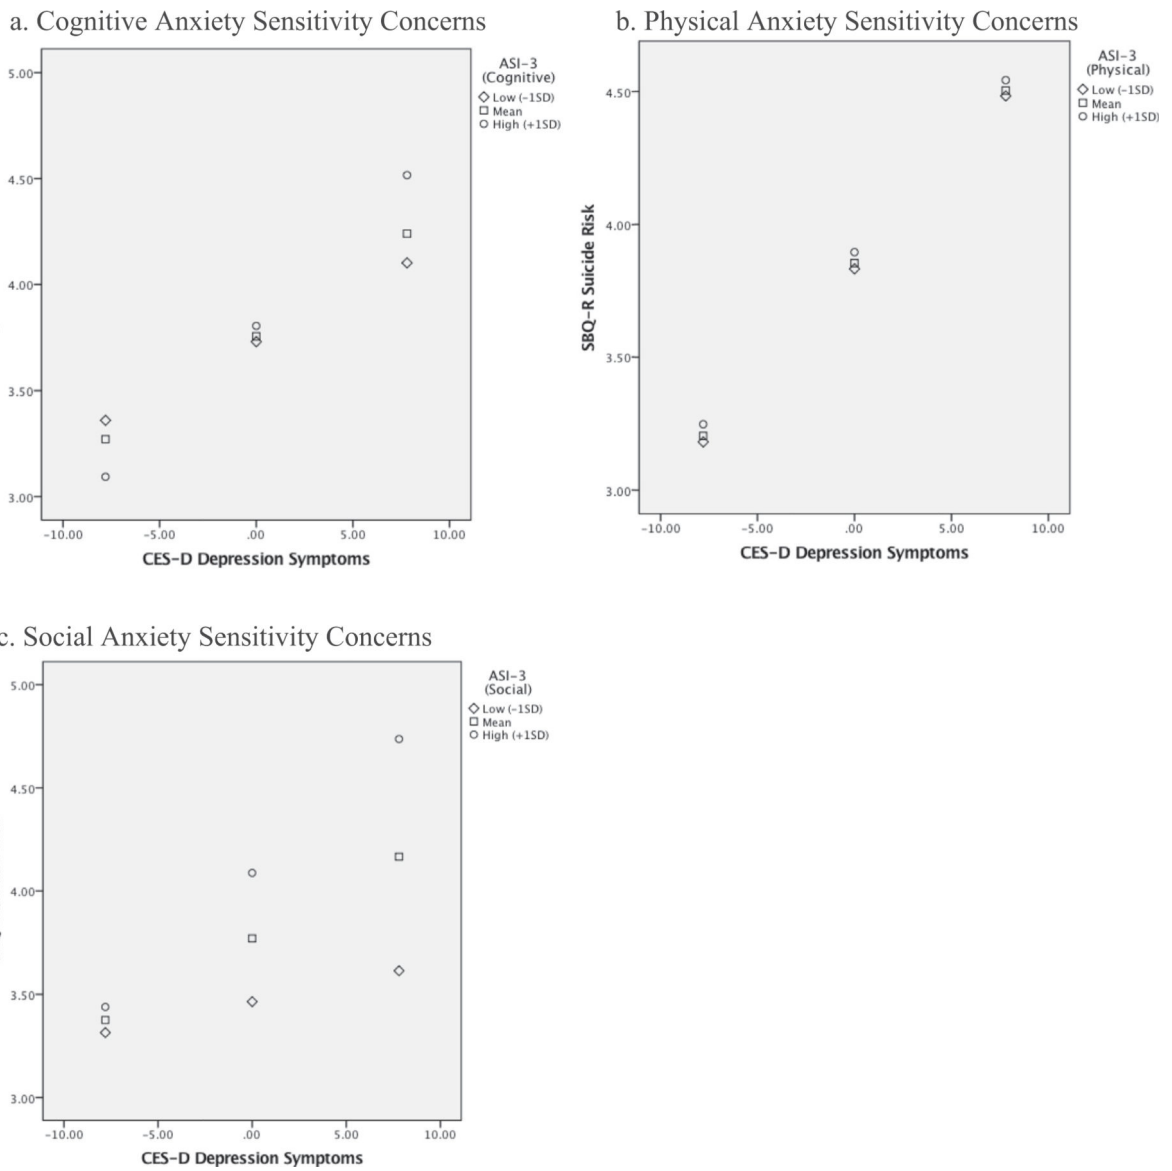 a. Cognitive Anxiety Sensitivity Concerns
ASI-3
(Cognitive)
Low (-1SD)
Mean
High (+1SD)
5.00
4.50
4.00
3.50
3.00
-10.00 -5.00 .00 5.00 10.00
CES-D Depression Symptoms
b. Physical Anxiety Sensitivity Concerns
ASI-3
(Physical)
Low (-1SD)
Mean
High (+1SD)
SBQ-R Suicide Risk
4.50
4.00
3.50
3.00
-10.00 -5.00 .00 5.00 10.00
CES-D Depression Symptoms
c. Social Anxiety Sensitivity Concerns
ASI-3
(Social)
Low (-1SD)
Mean
High (+1SD)
5.00
4.50
4.00
3.50
3.00
-10.00 -5.00 .00 5.00 10.00
CES-D Depression Symptoms